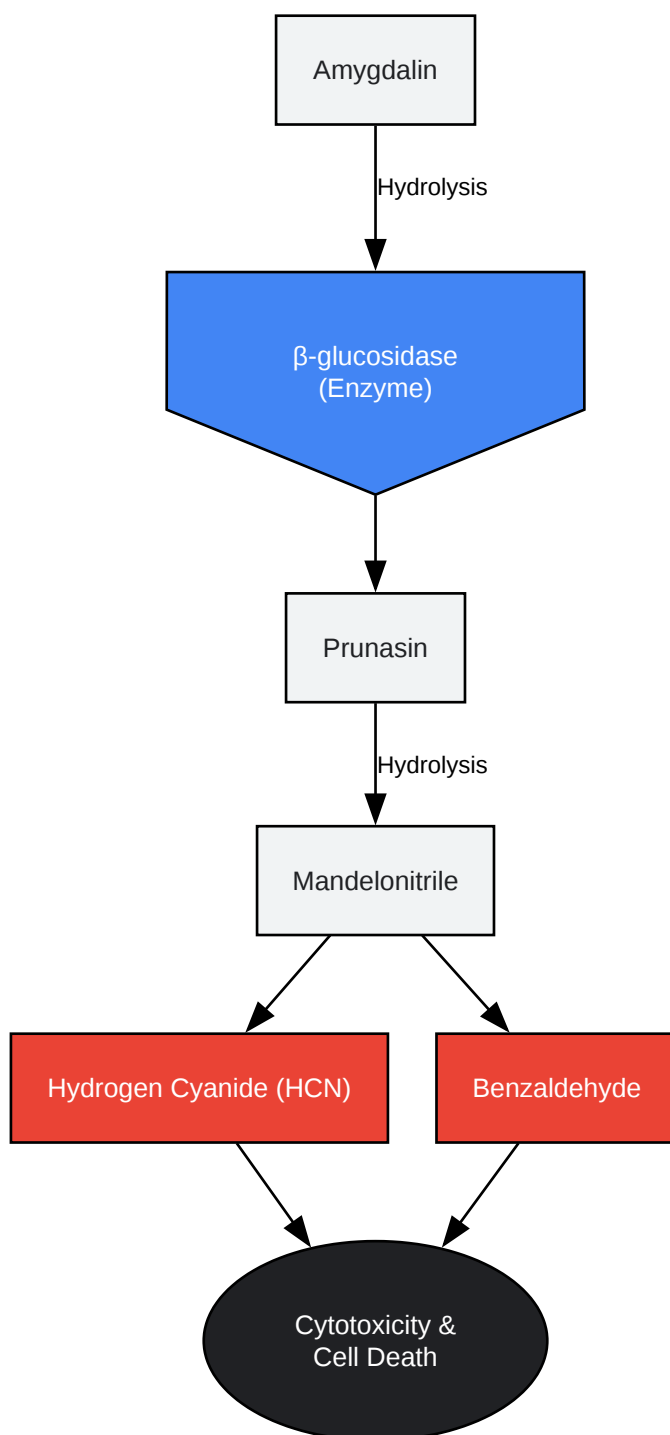 Amygdalin
Hydrolysis
β-glucosidase
(Enzyme)
Prunasin
Hydrolysis
Mandelonitrile
Hydrogen Cyanide (HCN)
Benzaldehyde
Cytotoxicity &
Cell Death